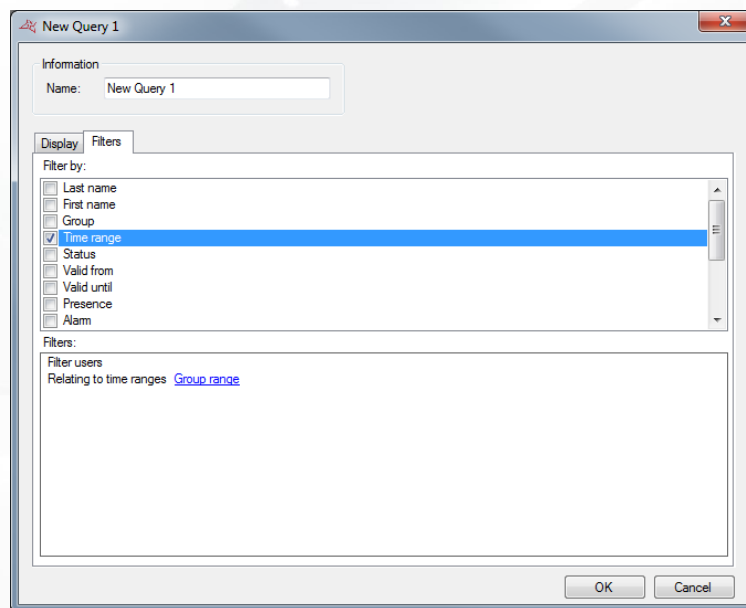 New Query 1
Information
Name: New Query 1
Display Filters
Filter by:
Last name
First name
Group
Time range
Status
Valid from
Valid until
Presence
Alarm
Filters:
Filter users
Relating to time ranges Group range
OK Cancel